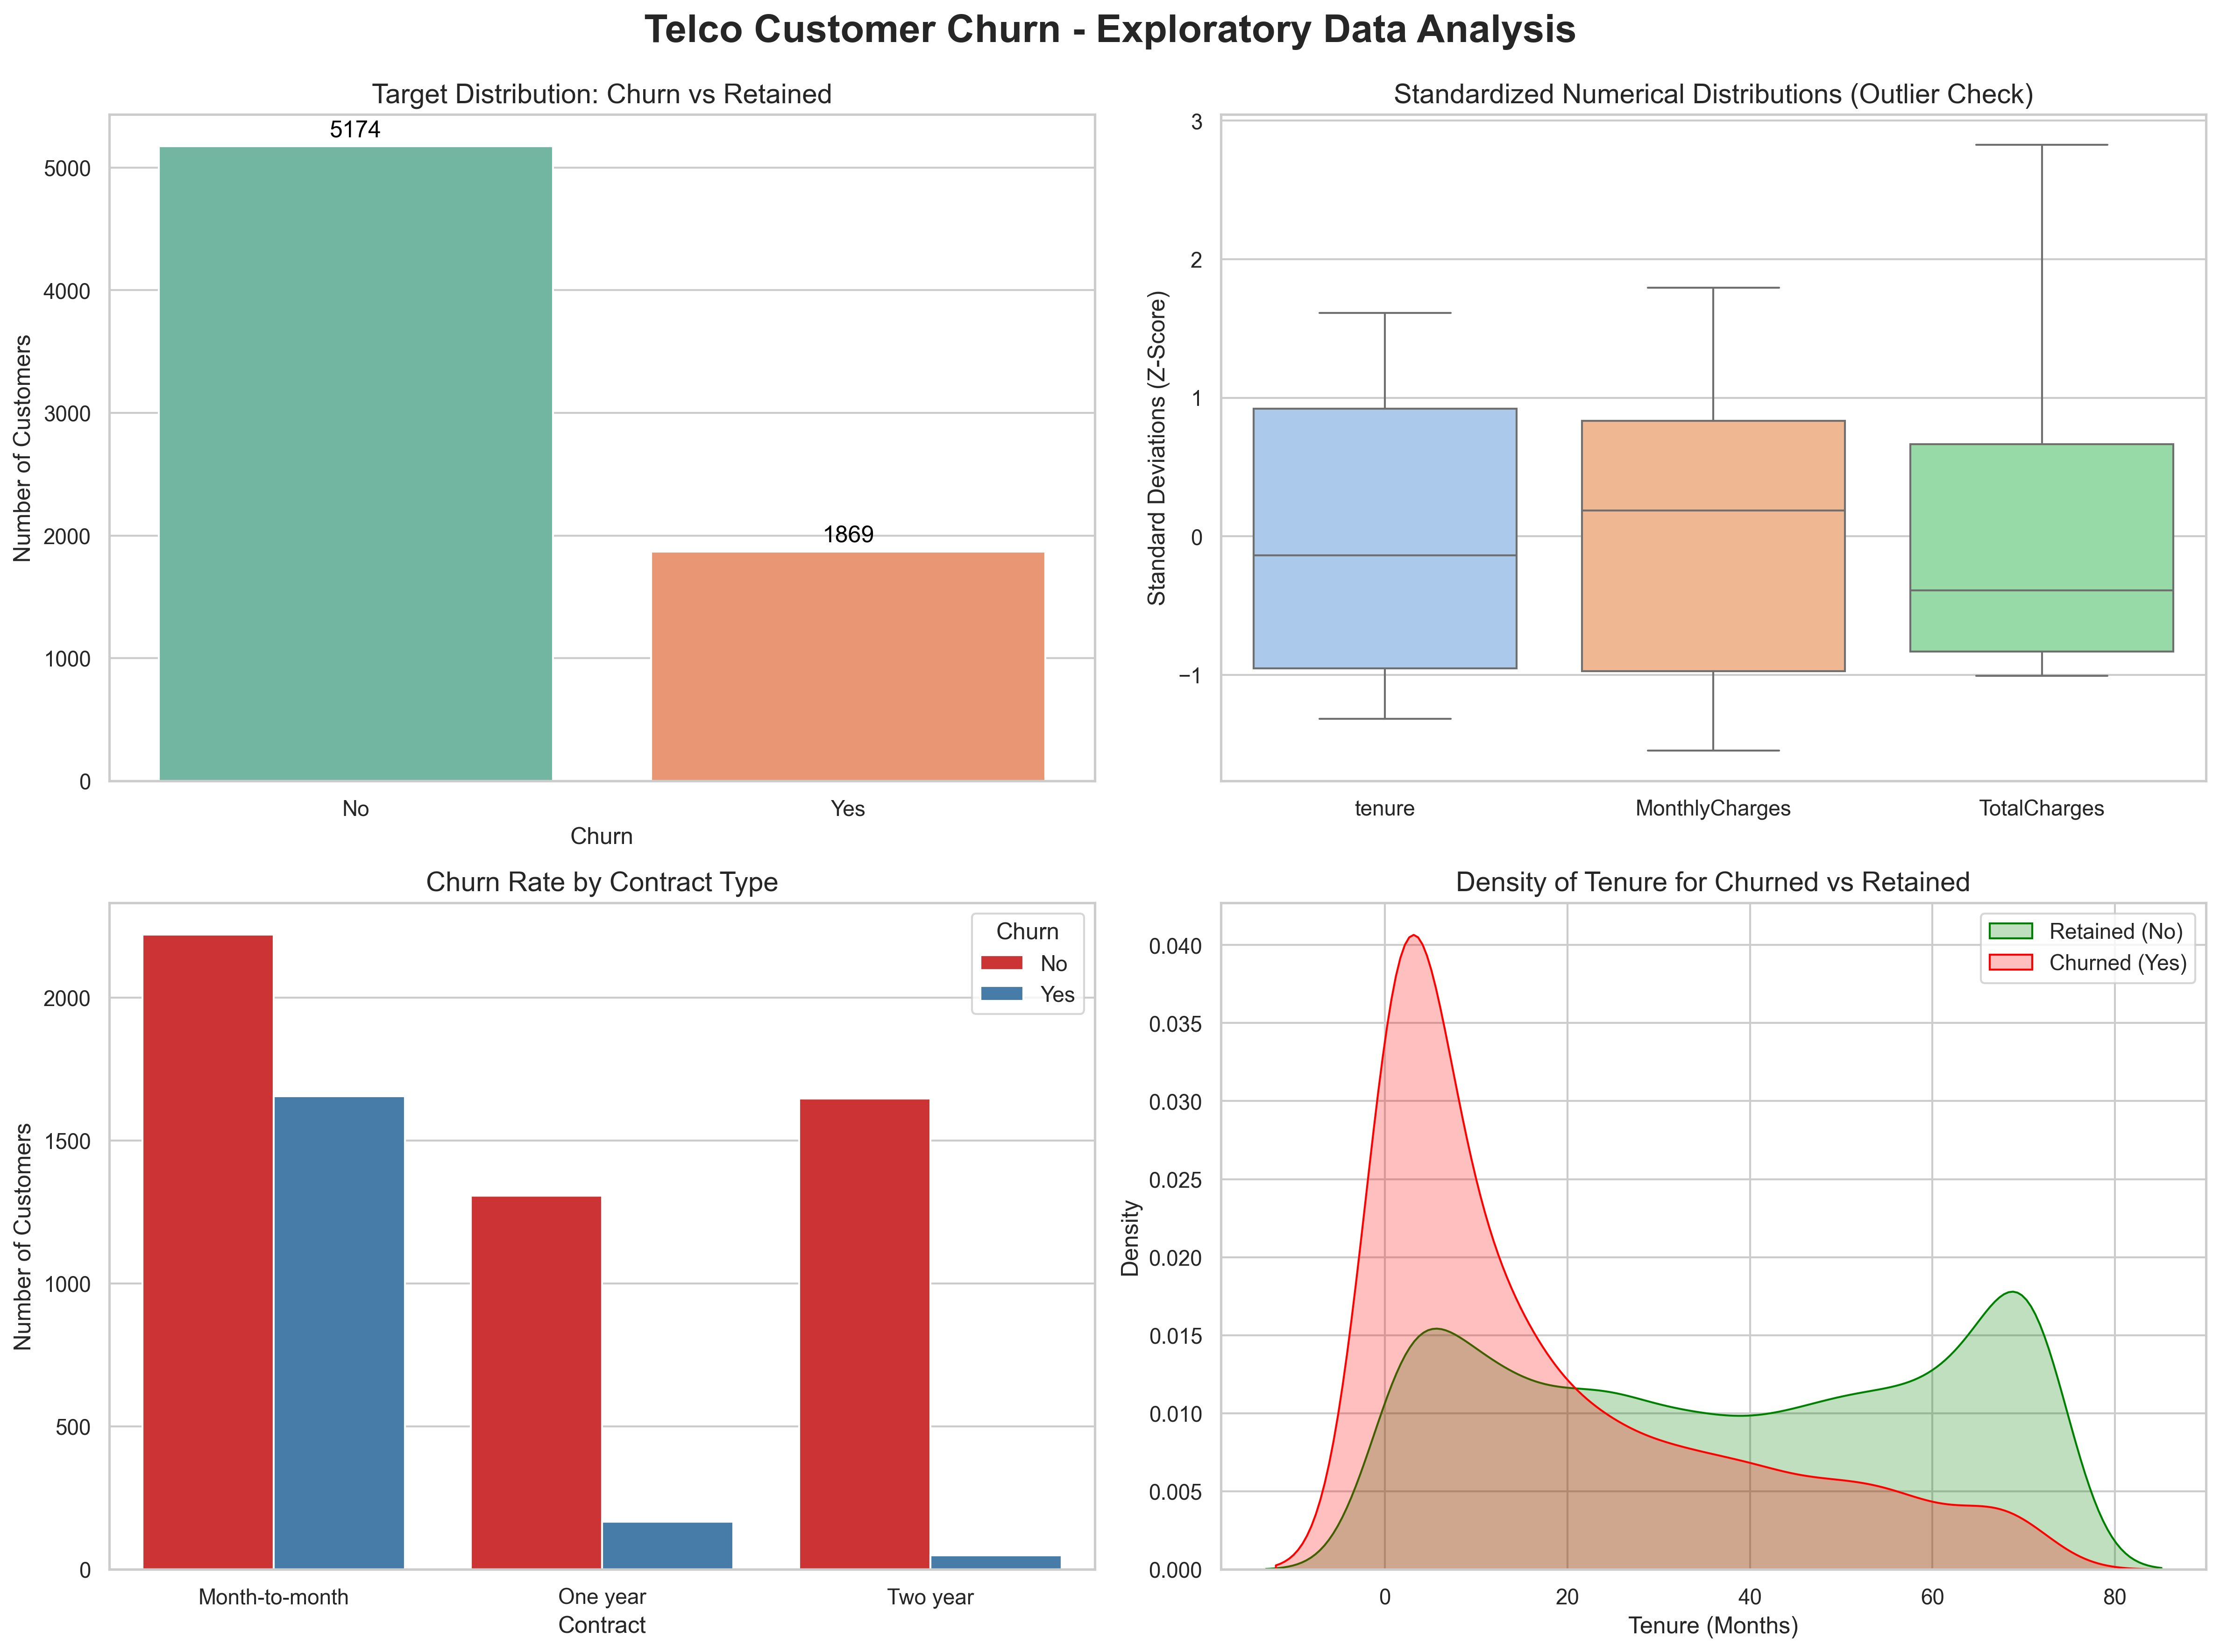 Telco Customer Churn - Exploratory Data Analysis
Target Distribution: Churn vs Retained
Number of Customers
5000
4000
3000
2000
1000
0
5174
1869
No
Yes
Churn
Standardized Numerical Distributions (Outlier Check)
Standard Deviations (Z-Score)
3
2
1
0
−1
tenure
MonthlyCharges
TotalCharges
Churn Rate by Contract Type
Number of Customers
2000
1500
1000
500
0
Churn
No
Yes
Month-to-month
One year
Two year
Contract
Density of Tenure for Churned vs Retained
Density
0.040
0.035
0.030
0.025
0.020
0.015
0.010
0.005
0.000
Retained (No)
Churned (Yes)
0
20
40
60
80
Tenure (Months)